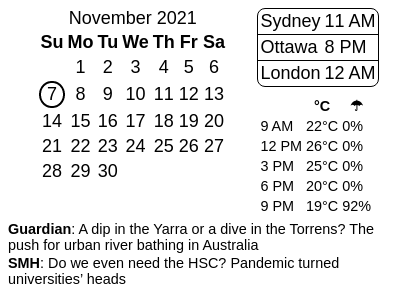 November 2021
Su Mo Tu We Th Fr Sa
1 2 3 4 5 6
7 8 9 10 11 12 13
14 15 16 17 18 19 20
21 22 23 24 25 26 27
28 29 30
Sydney 11 AM
Ottawa 8 PM
London 12 AM
°C ☂
9 AM 22°C 0%
12 PM 26°C 0%
3 PM 25°C 0%
6 PM 20°C 0%
9 PM 19°C 92%
Guardian: A dip in the Yarra or a dive in the Torrens? The
push for urban river bathing in Australia
SMH: Do we even need the HSC? Pandemic turned
universities’ heads